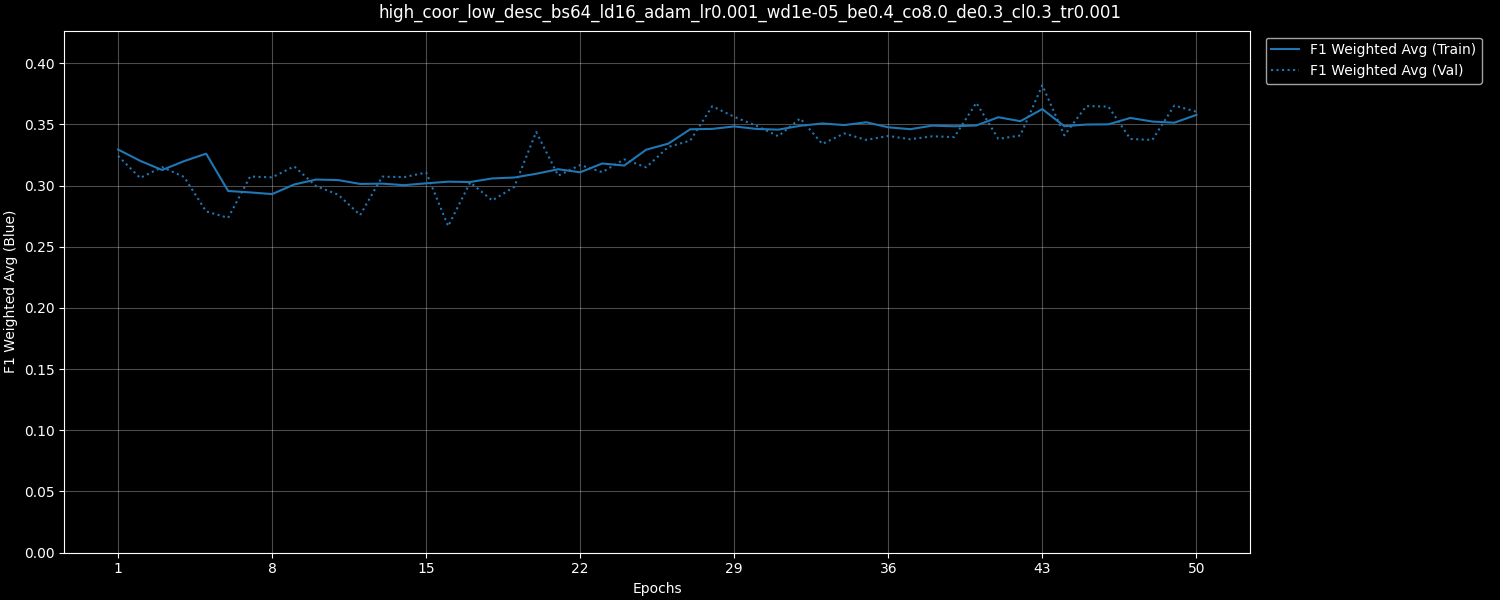 high_coor_low_desc_bs64_ld16_adam_lr0.001_wd1e-05_be0.4_co8.0_de0.3_cl0.3_tr0.001
F1 Weighted Avg (Train)
F1 Weighted Avg (Val)
F1 Weighted Avg (Blue)
0.40
0.35
0.30
0.25
0.20
0.15
0.10
0.05
0.00
1 8 15 22 29 36 43 50
Epochs